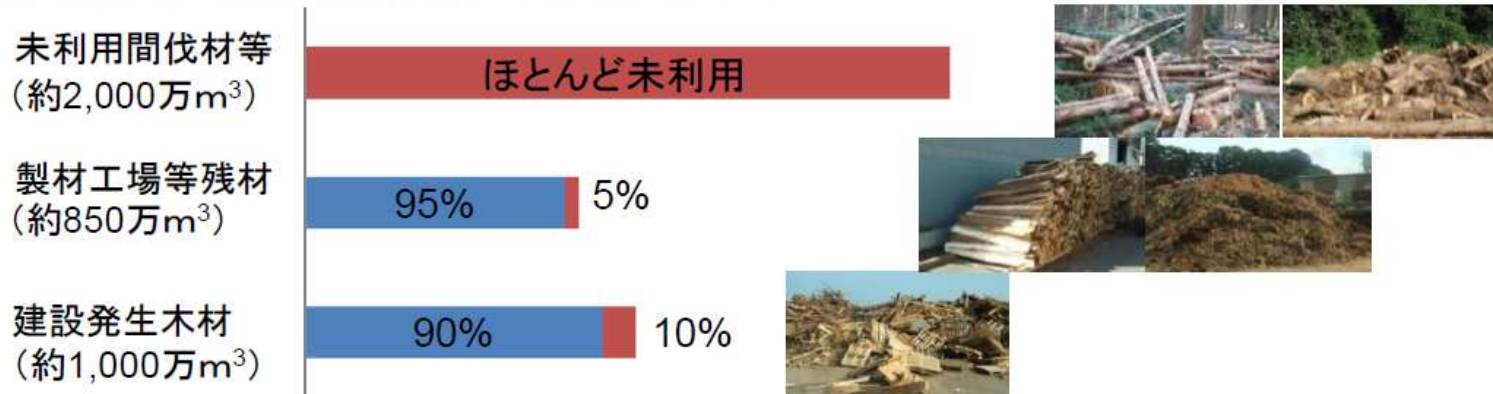 未利用間伐材等
（約2,000万m³）
ほとんど未利用
製材工場等残材
（約850万m³）
95%
5%
建設発生木材
（約1,000万m³）
90%
10%